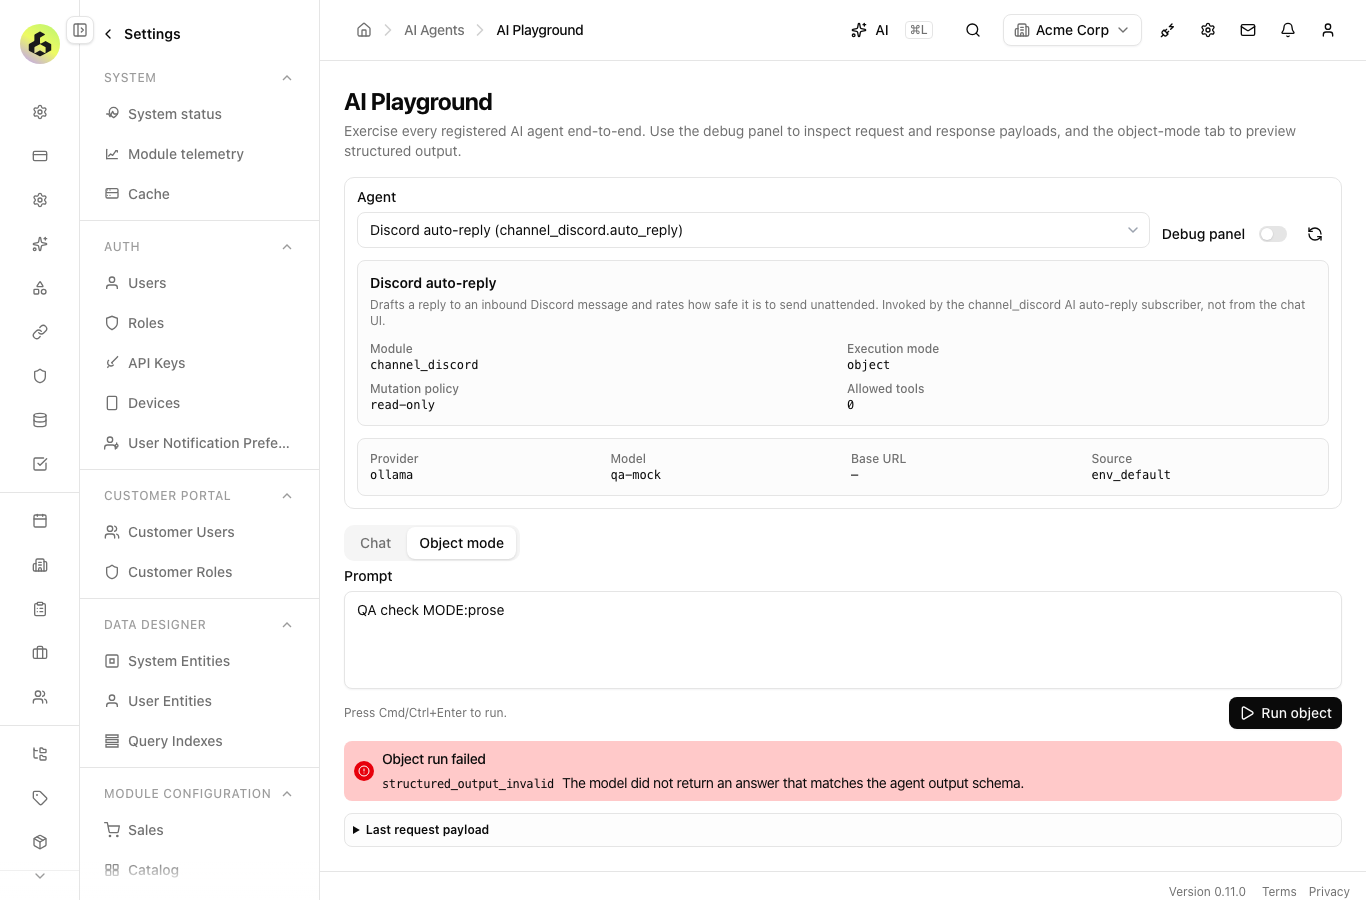 Settings
SYSTEM
System status
Module telemetry
Cache
AUTH
Users
Roles
API Keys
Devices
User Notification Prefe...
CUSTOMER PORTAL
Customer Users
Customer Roles
DATA DESIGNER
System Entities
User Entities
Query Indexes
MODULE CONFIGURATION
Sales
Catalog
AI Agents
AI Playground
AI
⌘L
Acme Corp
AI Playground
Exercise every registered AI agent end-to-end. Use the debug panel to inspect request and response payloads, and the object-mode tab to preview
structured output.
Agent
Discord auto-reply (channel_discord.auto_reply)
Debug panel
Discord auto-reply
Drafts a reply to an inbound Discord message and rates how safe it is to send unattended. Invoked by the channel_discord AI auto-reply subscriber, not from the chat
UI.
Module
channel_discord
Execution mode
object
Mutation policy
read-only
Allowed tools
0
Provider
ollama
Model
qa-mock
Base URL
—
Source
env_default
Chat
Object mode
Prompt
QA check MODE:prose
Press Cmd/Ctrl+Enter to run.
Run object
Object run failed
structured_output_invalid The model did not return an answer that matches the agent output schema.
Last request payload
Version 0.11.0
Terms
Privacy